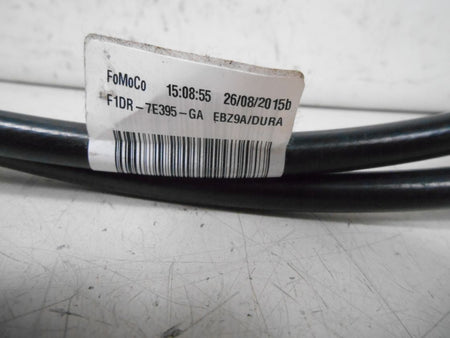 FoMoCo 15:08:55 26/08/2015b
F1DR-7E395-GA EBZ9A/DURA